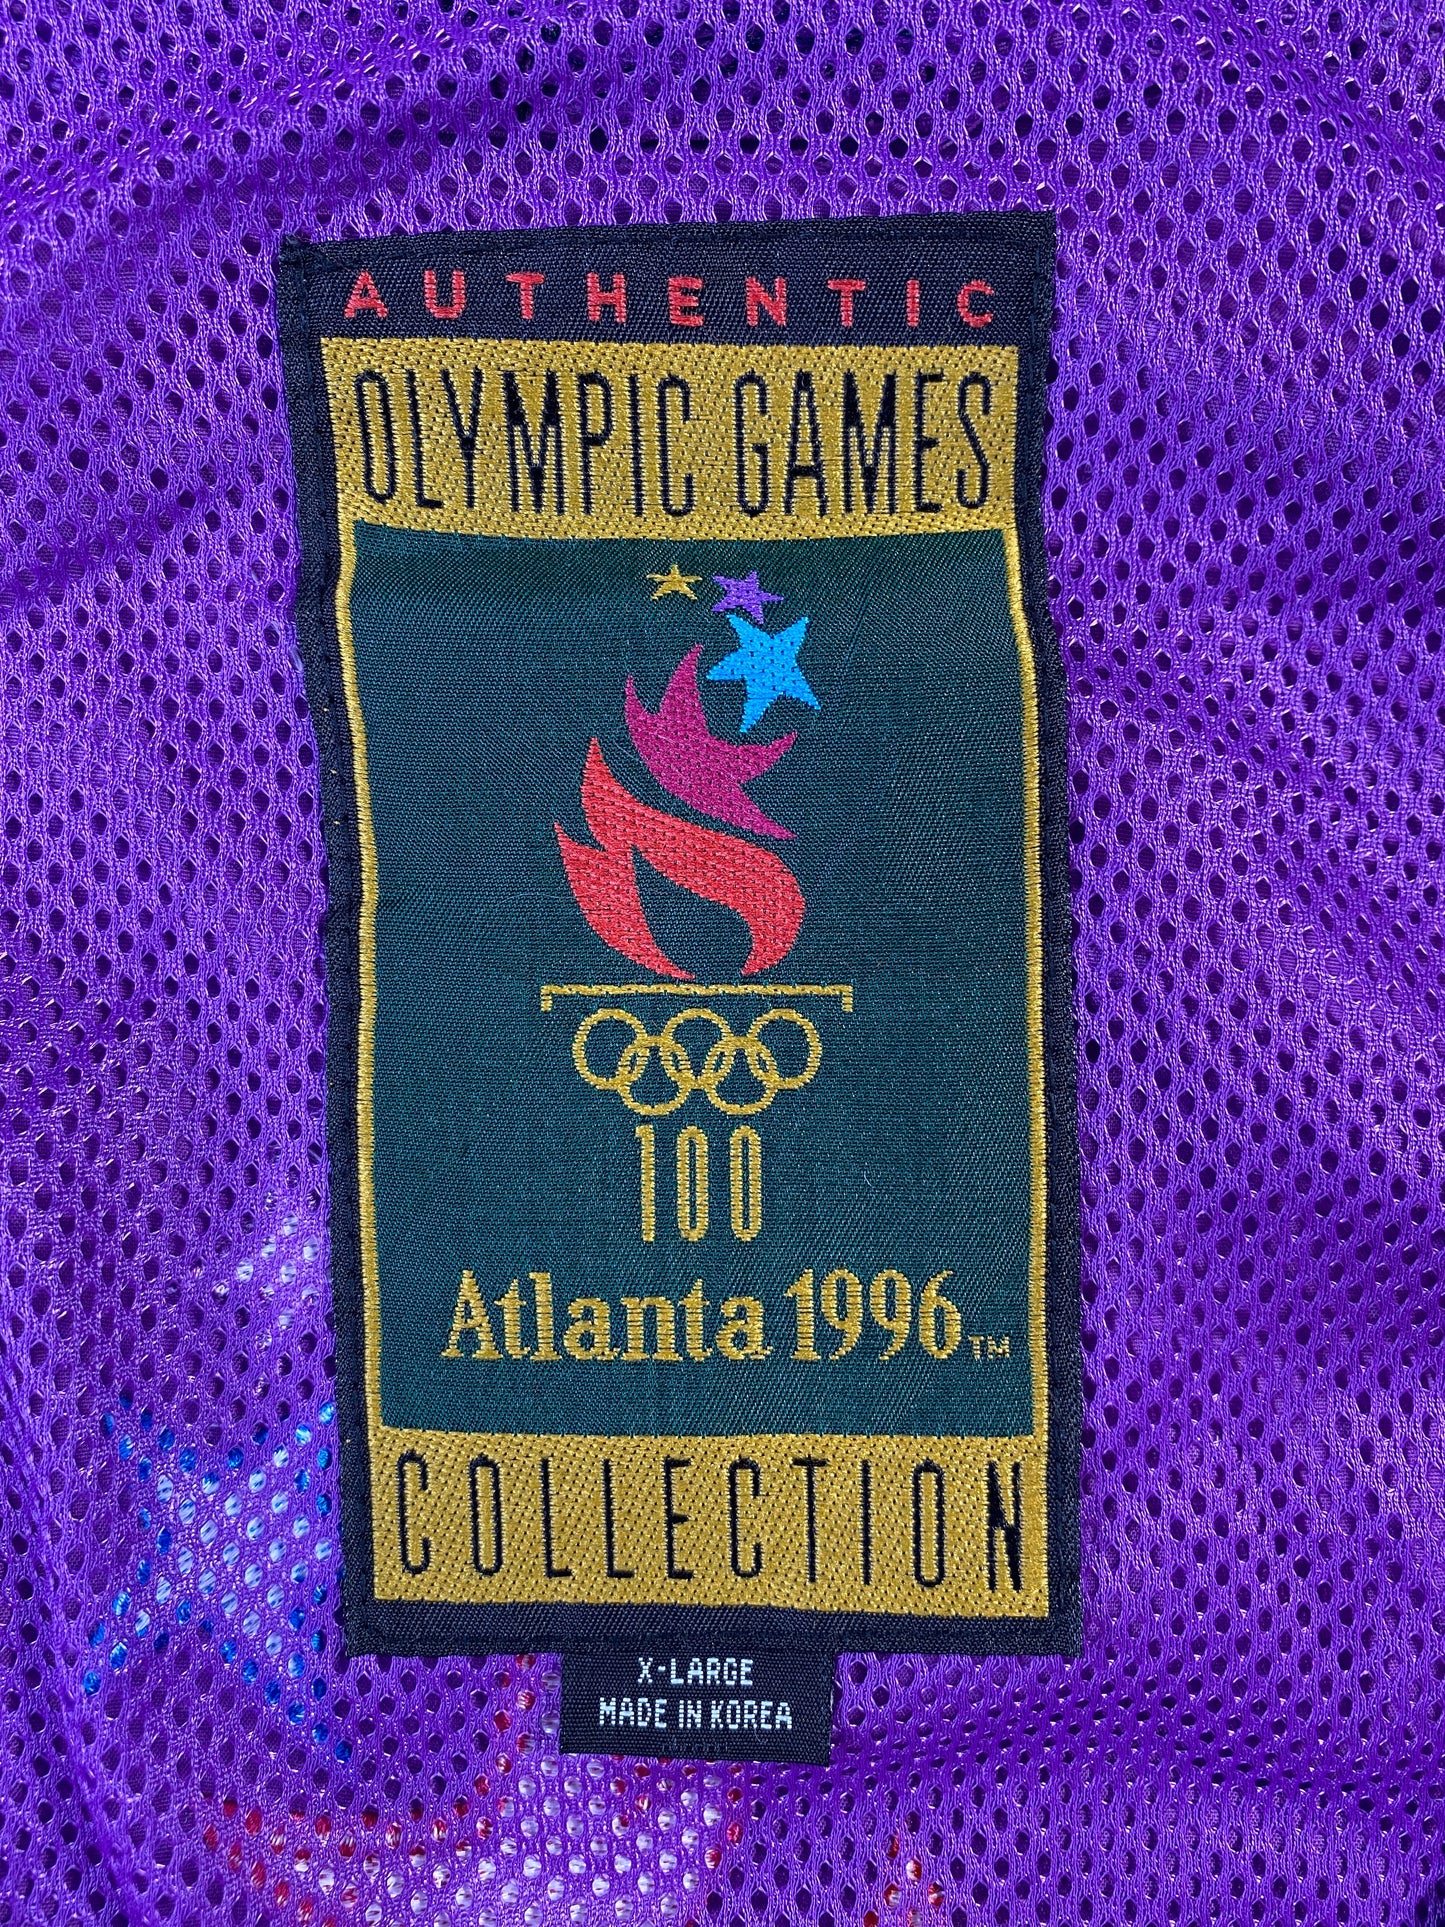 AUTHENTIC
OLYMPIC GAMES
100
Atlanta 1996™
COLLECTION
X-LARGE
MADE IN KOREA